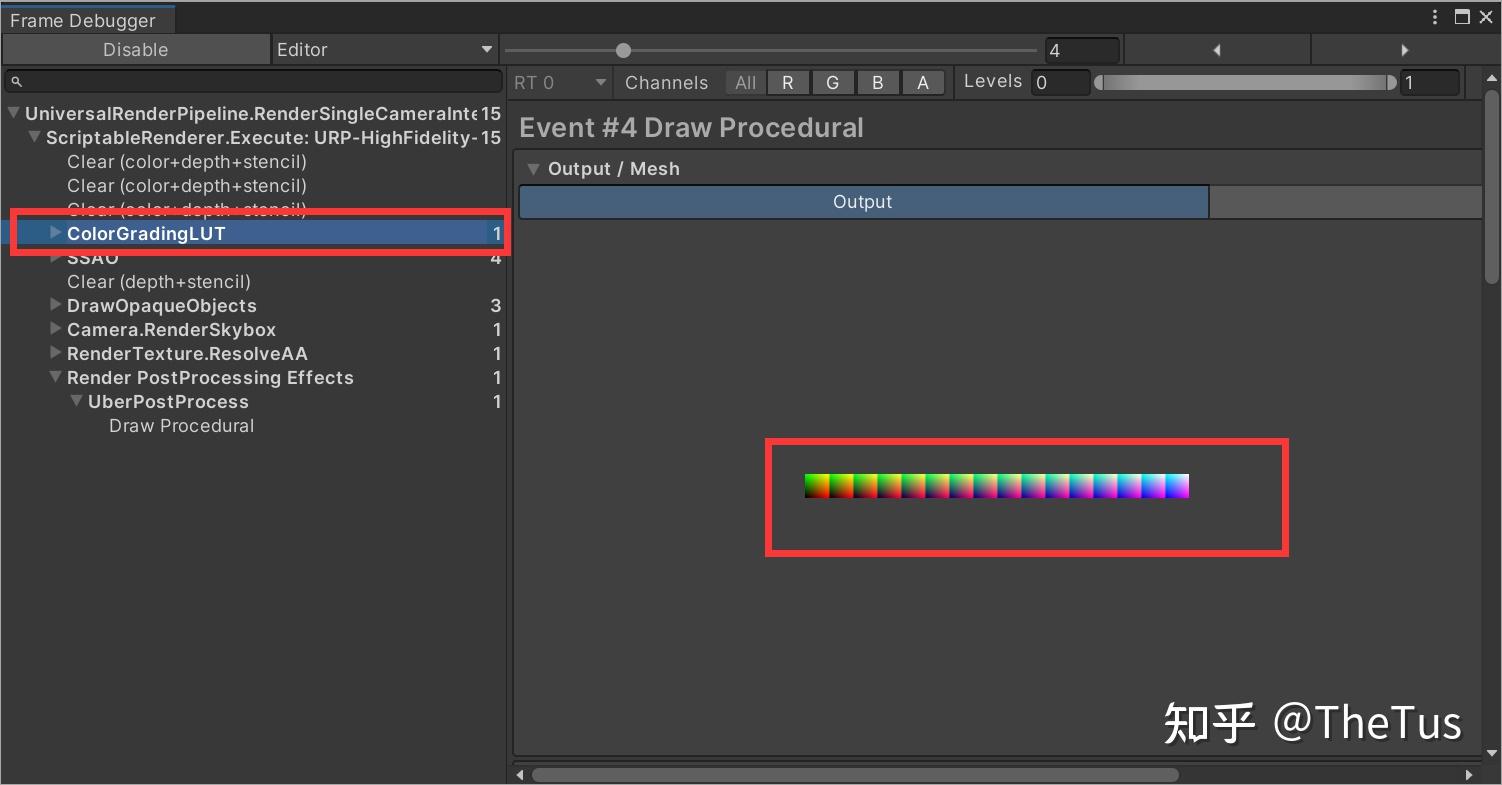 Frame Debugger
Disable Editor 4
RT 0 Channels All R G B A Levels 0 1
UniversalRenderPipeline.RenderSingleCameraInte 15
ScriptableRenderer.Execute: URP-HighFidelity- 15
Clear (color+depth+stencil)
Clear (color+depth+stencil)
Clear (color+depth+stencil)
ColorGradingLUT 1
SSAO 4
Clear (depth+stencil)
DrawOpaqueObjects 3
Camera.RenderSkybox 1
RenderTexture.ResolveAA 1
Render PostProcessing Effects 1
UberPostProcess 1
Draw Procedural
Event #4 Draw Procedural
Output / Mesh
Output
知乎 @TheTus